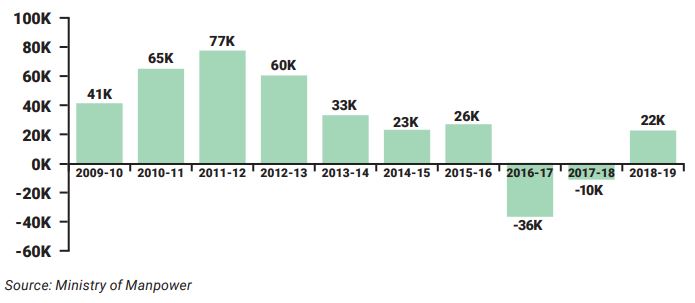 100K
80K
60K
40K
20K
0K
-20K
-40K
-60K
41K
65K
77K
60K
33K
23K
26K
-36K
-10K
22K
2009-10 2010-11 2011-12 2012-13 2013-14 2014-15 2015-16 2016-17 2017-18 2018-19
Source: Ministry of Manpower